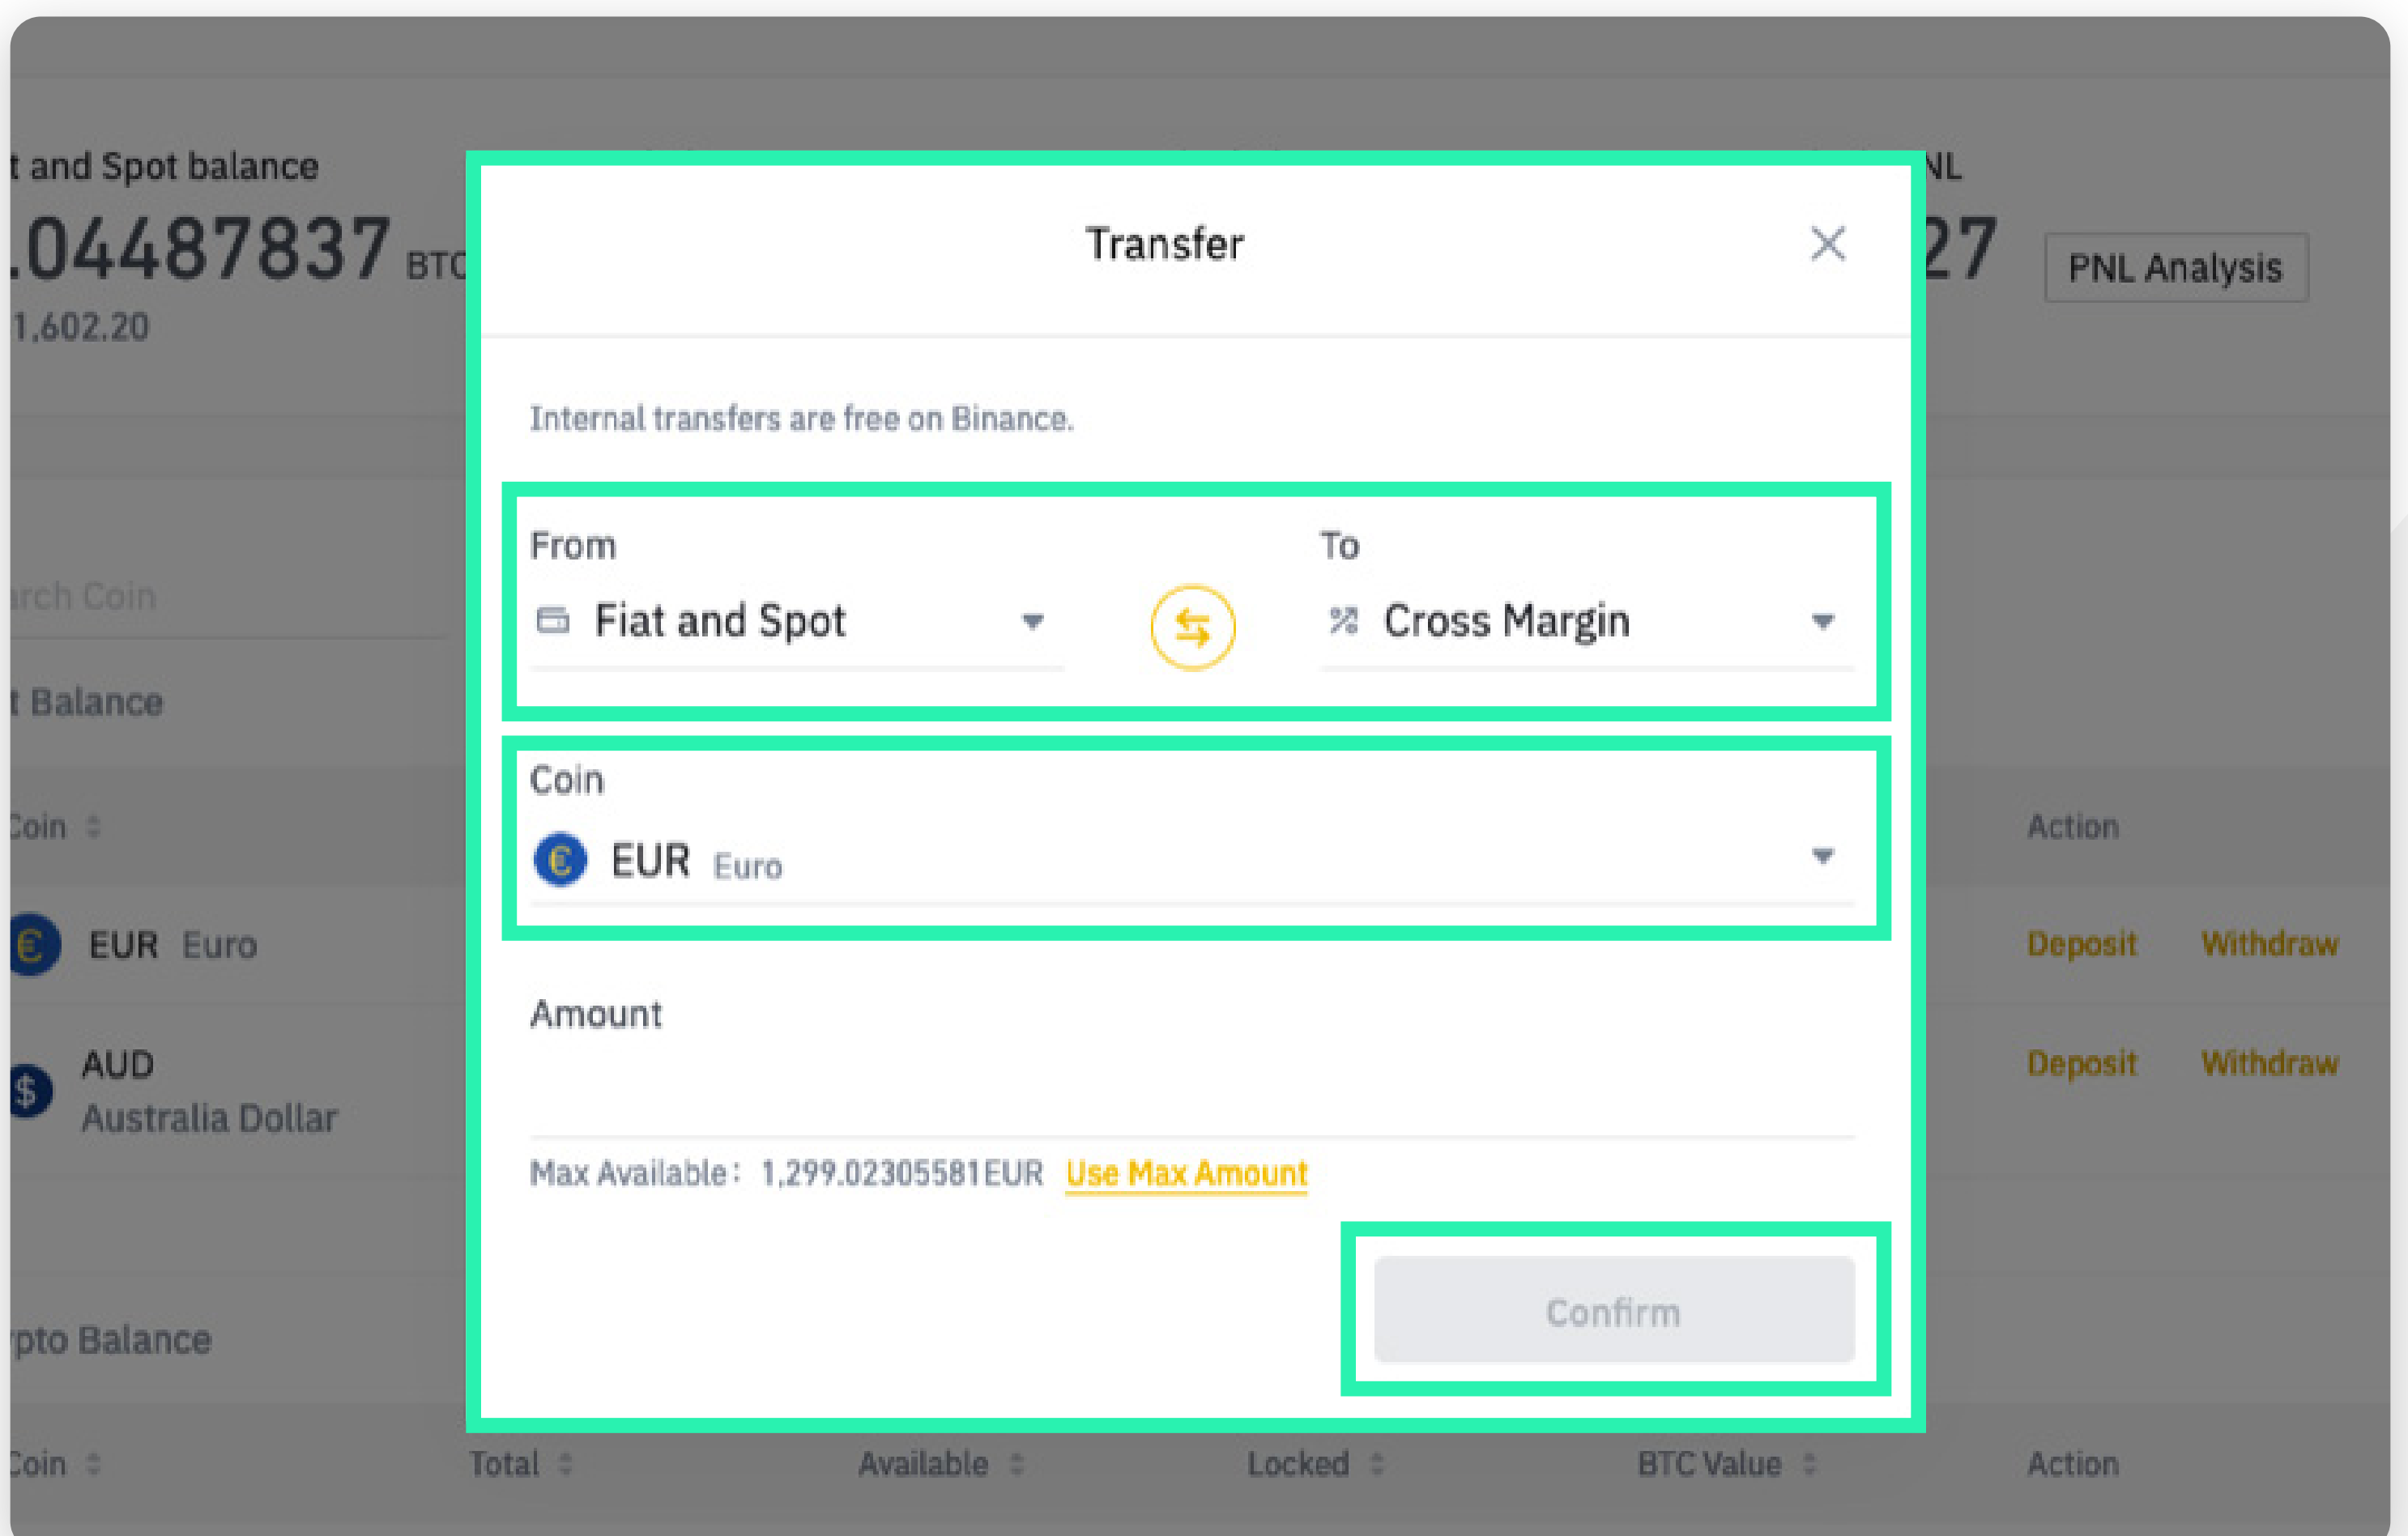 t and Spot balance
NL
.04487837 BTC
27
PNL Analysis
1,602.20
Transfer
Internal transfers are free on Binance.
From
To
Fiat and Spot
Cross Margin
arch Coin
t Balance
Coin
EUR Euro
Coin
Action
EUR Euro
Deposit Withdraw
Amount
AUD
Deposit Withdraw
Australia Dollar
Max Available: 1,299.02305581EUR Use Max Amount
Confirm
pto Balance
Coin Total Available Locked BTC Value Action